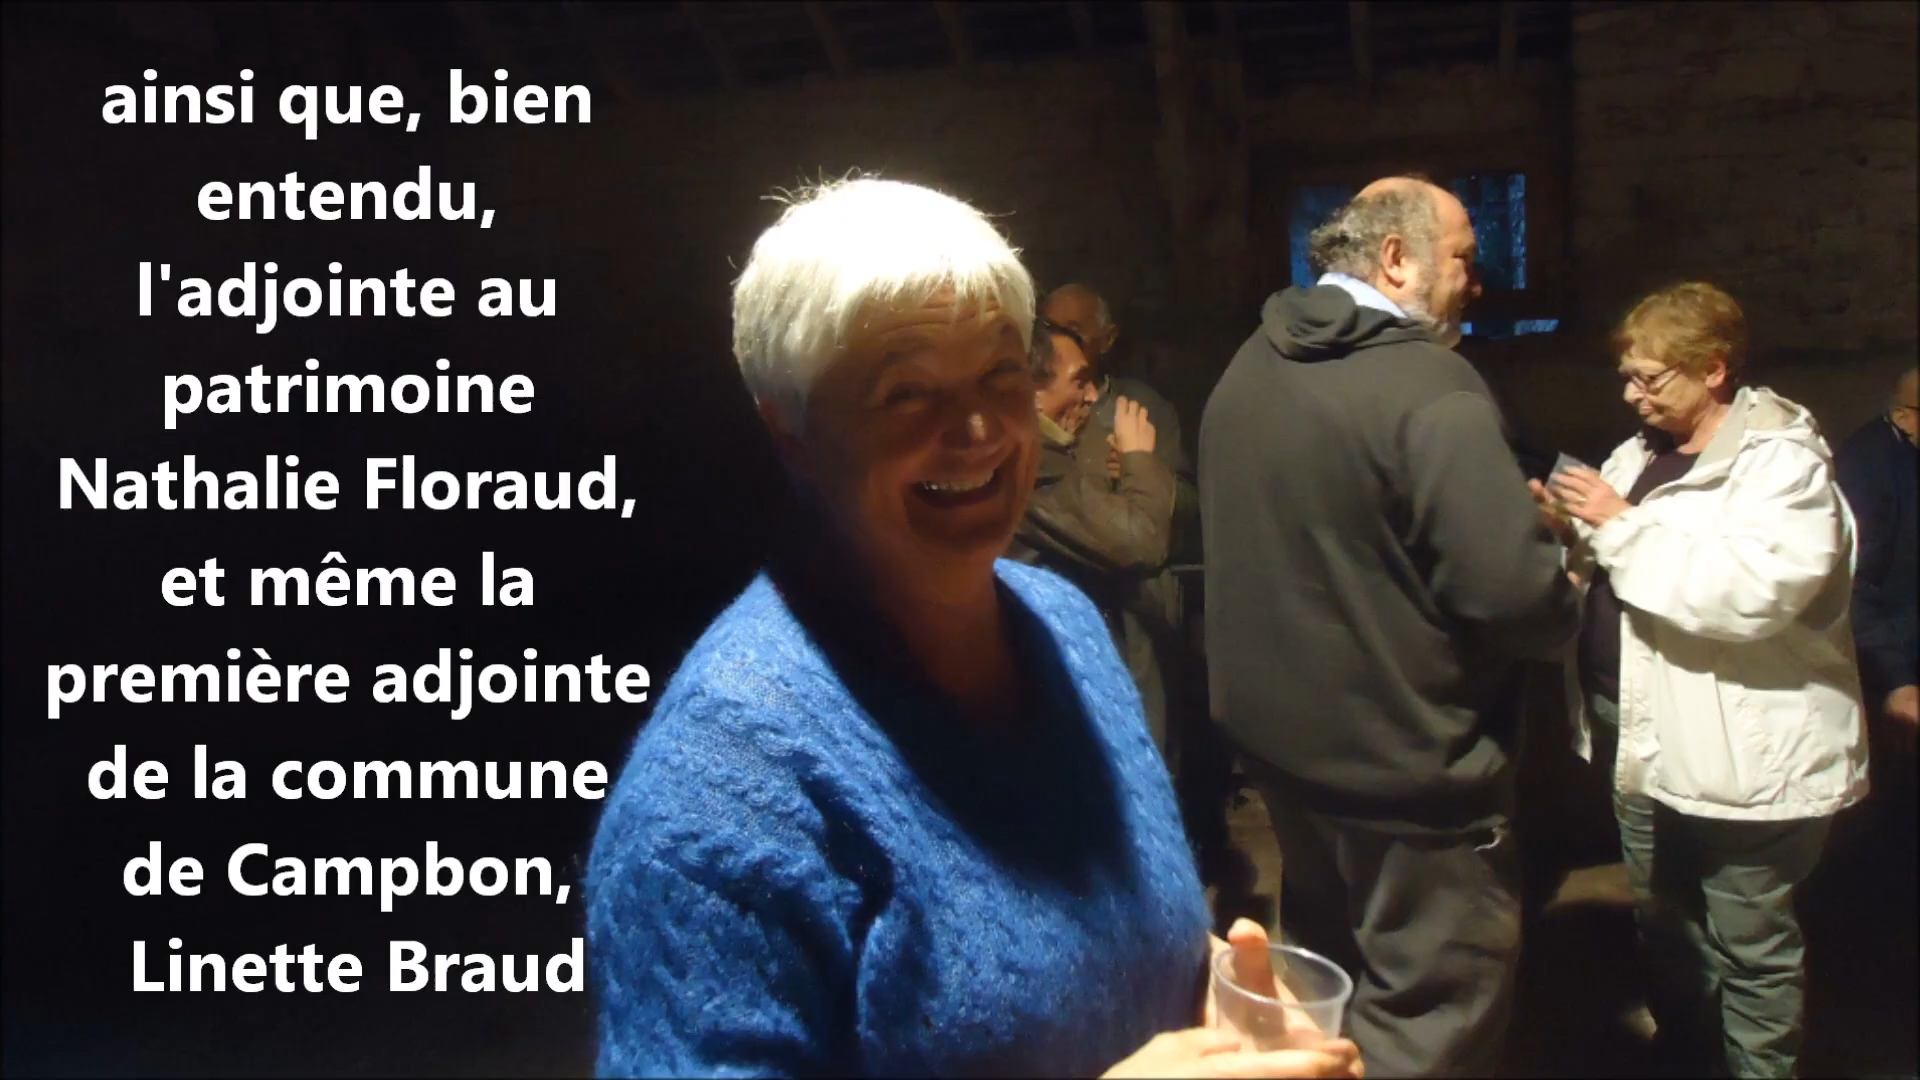 ainsi que, bien
entendu,
l'adjointe au
patrimoine
Nathalie Floraud,
et même la
première adjointe
de la commune
de Campbon,
Linette Braud